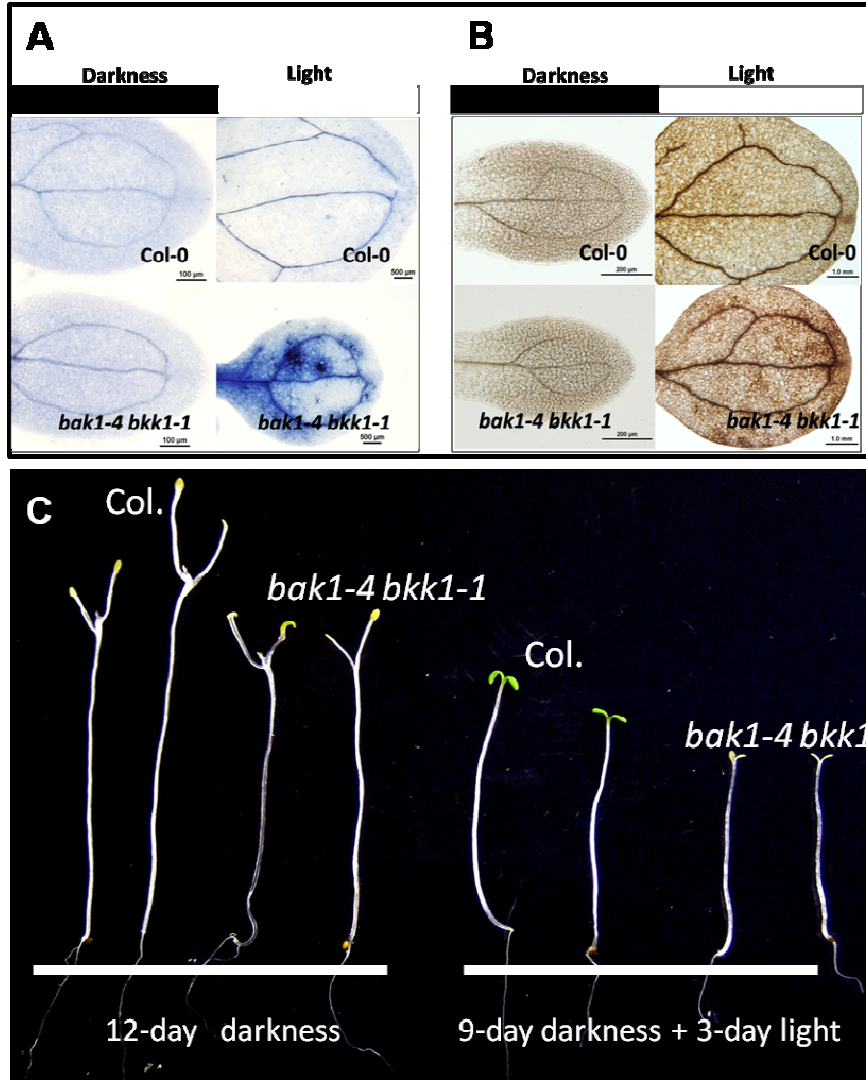 A
Darkness Light
Col-0
100 µm
Col-0
500 µm
bak1-4 bkk1-1
100 µm
bak1-4 bkk1-1
500 µm
B
Darkness Light
Col-0
200 µm
Col-0
1.0 mm
bak1-4 bkk1-1
200 µm
bak1-4 bkk1-1
1.0 mm
C
Col.
bak1-4 bkk1-1
Col.
bak1-4 bkk1
12-day darkness
9-day darkness + 3-day light